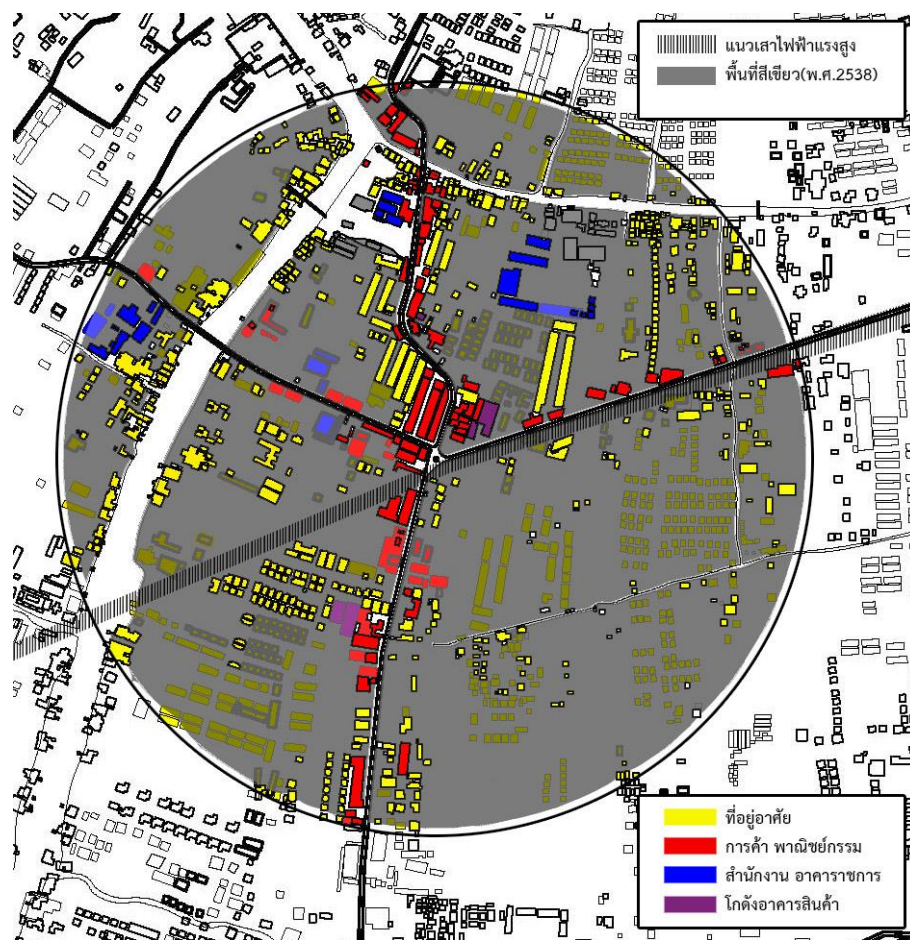 แนวเสาไฟฟ้าแรงสูง
พื้นที่สีเขียว(พ.ศ.2538)
ที่อยู่อาศัย
การค้า พาณิชย์กรรม
สำนักงาน อาคาราชการ
โกดังอาคารสินค้า